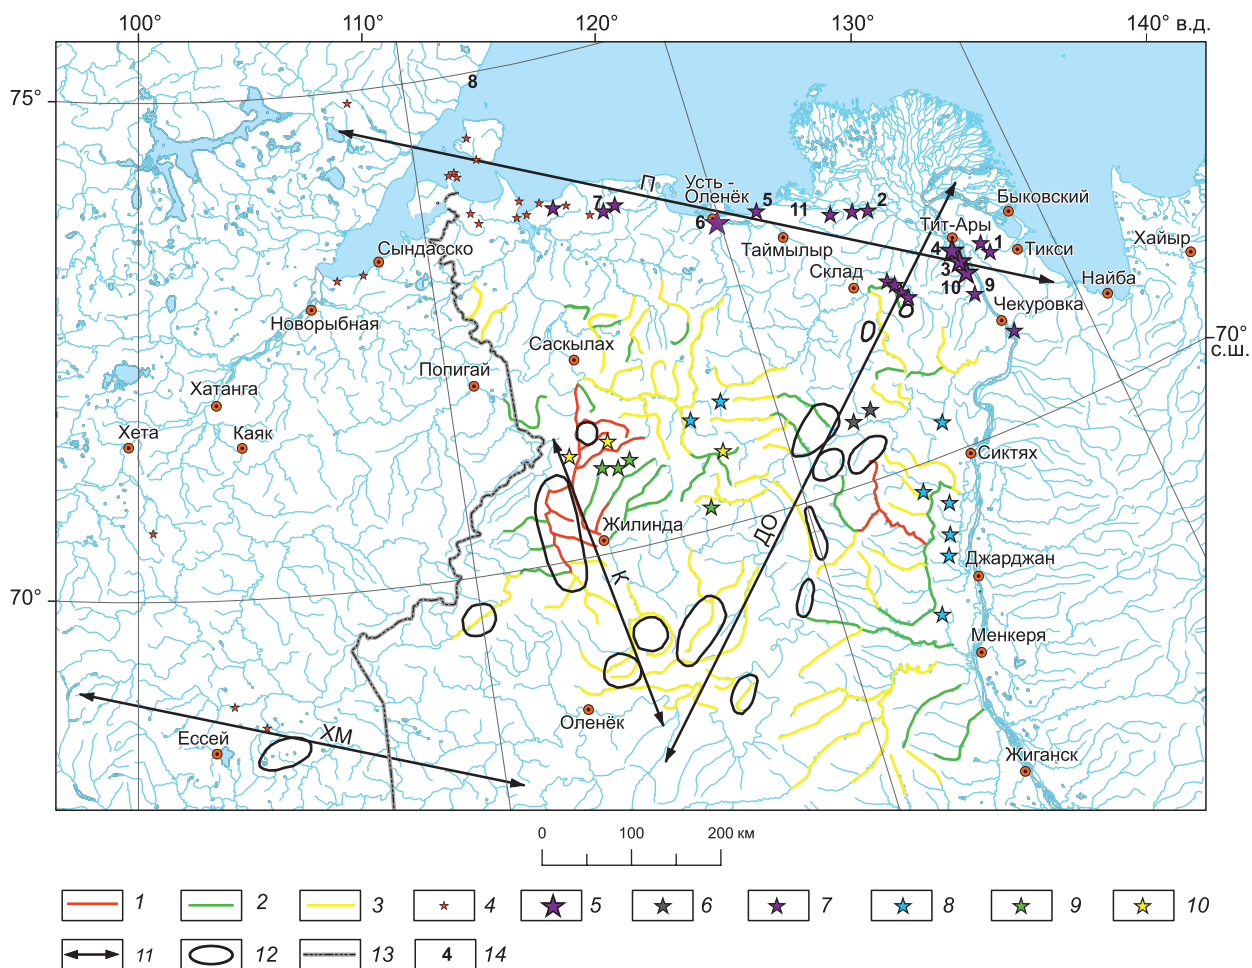 100° 110° 120° 130° 140° в.д.
75°
8
П
Усть -
Оленёк
5
11
2
7
6
Быковский
Тит-Ары
Таймылыр
4
1
Тикси
Хайыр
Сындасско
Склад
3
10
9
Найба
Чекуровка
Новорыбная
70°
с.ш.
Саскылах
Попигай
Хатанга
Хета
Каяк
Сиктях
Жилинда
ДО
Джарджан
К
70°
Менкеря
Оленёк
ХМ
Ессей
Жиганск
0 100 200 км
1 2 3 4 5 6 7 8 9 10
11 12 13 4 14